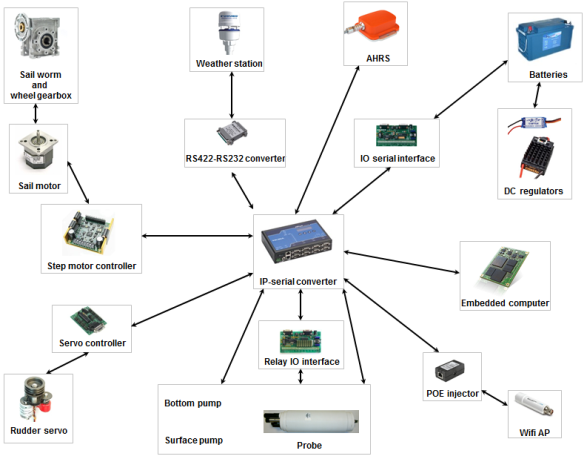 Sail worm
and
wheel gearbox
Weather station
AHRS
Batteries
Sail motor
RS422-RS232 converter
IO serial interface
DC regulators
Step motor controller
IP-serial converter
Embedded computer
Servo controller
Relay IO interface
POE injector
Bottom pump
Surface pump
Probe
Rudder servo
Wifi AP